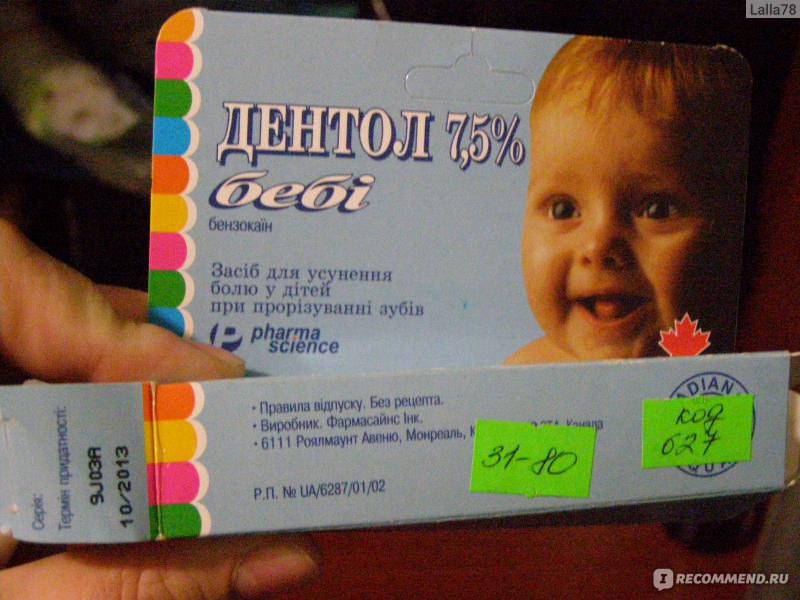 Lalla78
ДЕНТОЛ 7,5%
бебі
бензокаїн
Засіб для усунення
болю у дітей
при прорізуванні зубів
pharma
science
• Правила відпуску. Без рецепта.
• Виробник. Фармасайнс Інк.
• 6111 Роялмаунт Авеню, Монреаль, Канада
Р.П. № UA/6287/01/02
31-80
код
627
Серія:
Термін придатності:
9J03A
10/2013
IRECOMMEND.RU